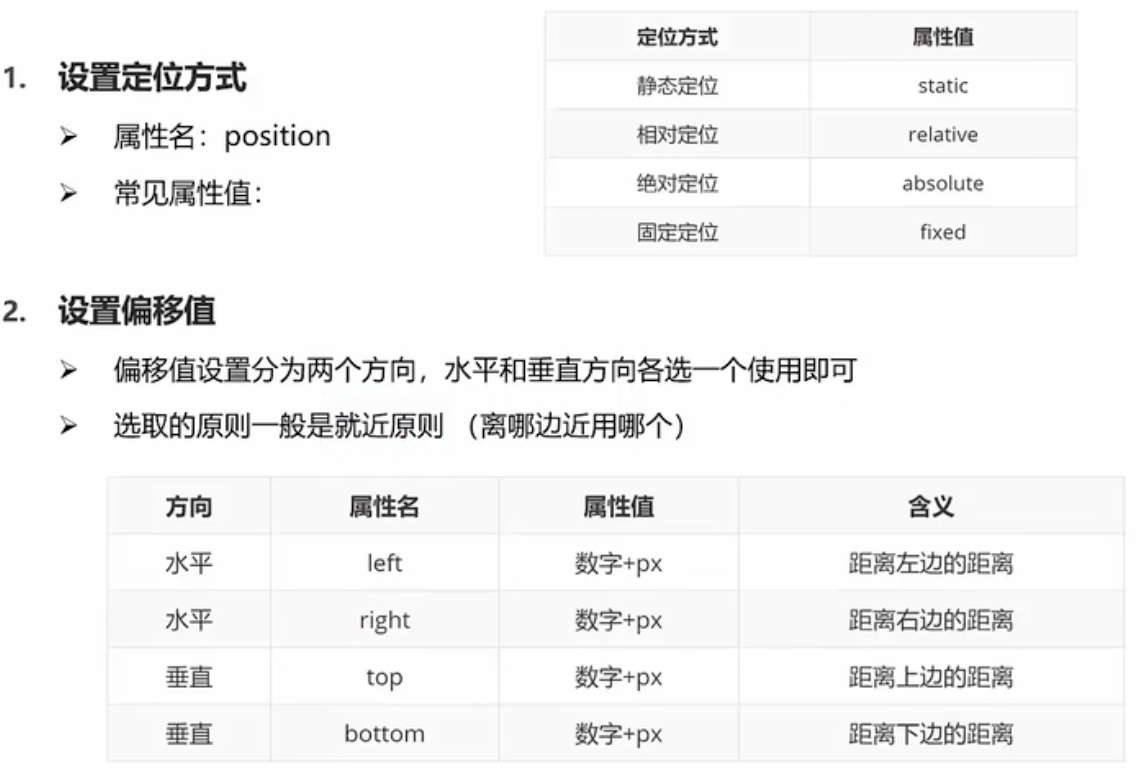 1. 设置定位方式
➢ 属性名：position
➢ 常见属性值：
定位方式 属性值
静态定位 static
相对定位 relative
绝对定位 absolute
固定定位 fixed
2. 设置偏移值
➢ 偏移值设置分为两个方向，水平和垂直方向各选一个使用即可
➢ 选取的原则一般是就近原则 （离哪边近用哪个）
方向 属性名 属性值 含义
水平 left 数字+px 距离左边的距离
水平 right 数字+px 距离右边的距离
垂直 top 数字+px 距离上边的距离
垂直 bottom 数字+px 距离下边的距离